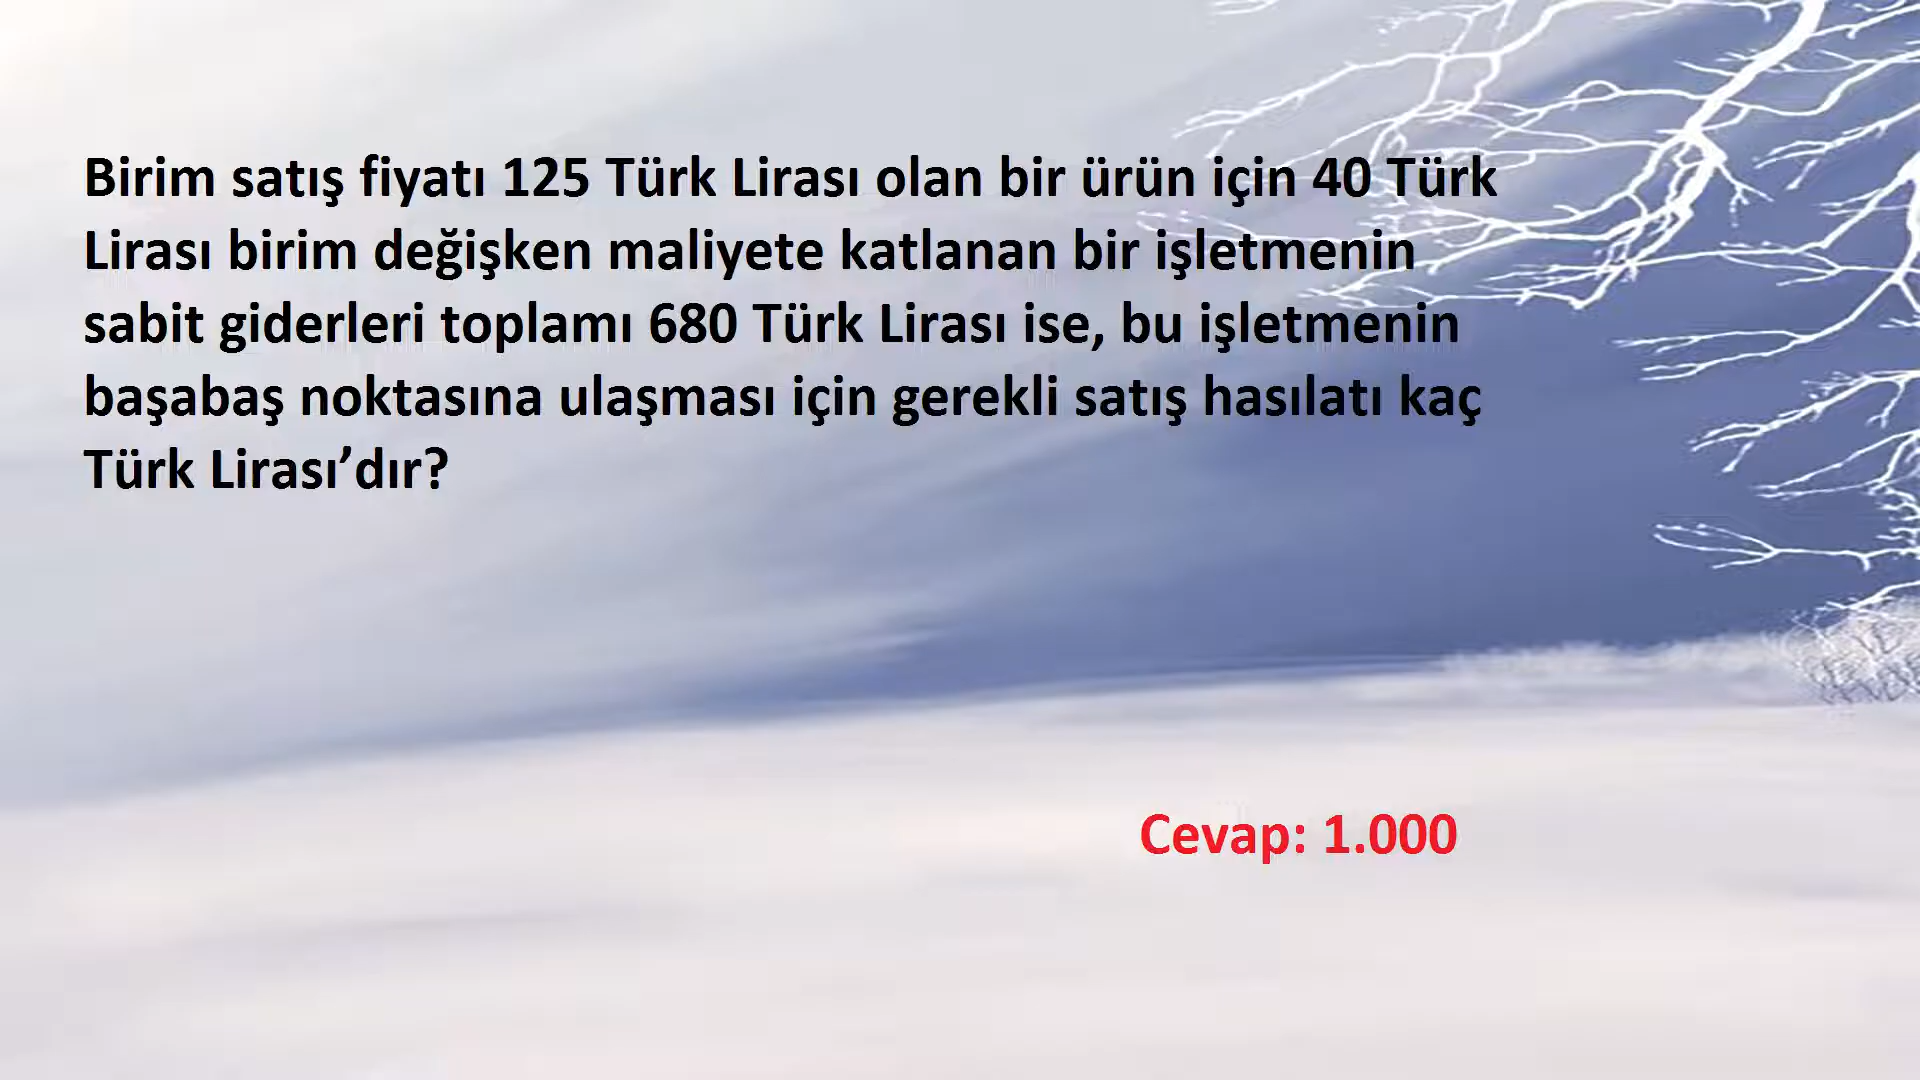 Birim satış fiyatı 125 Türk Lirası olan bir ürün için 40 Türk
Lirası birim değişken maliyete katlanan bir işletmenin
sabit giderleri toplamı 680 Türk Lirası ise, bu işletmenin
başabaş noktasına ulaşması için gerekli satış hasılatı kaç
Türk Lirası’dır?
Cevap: 1.000